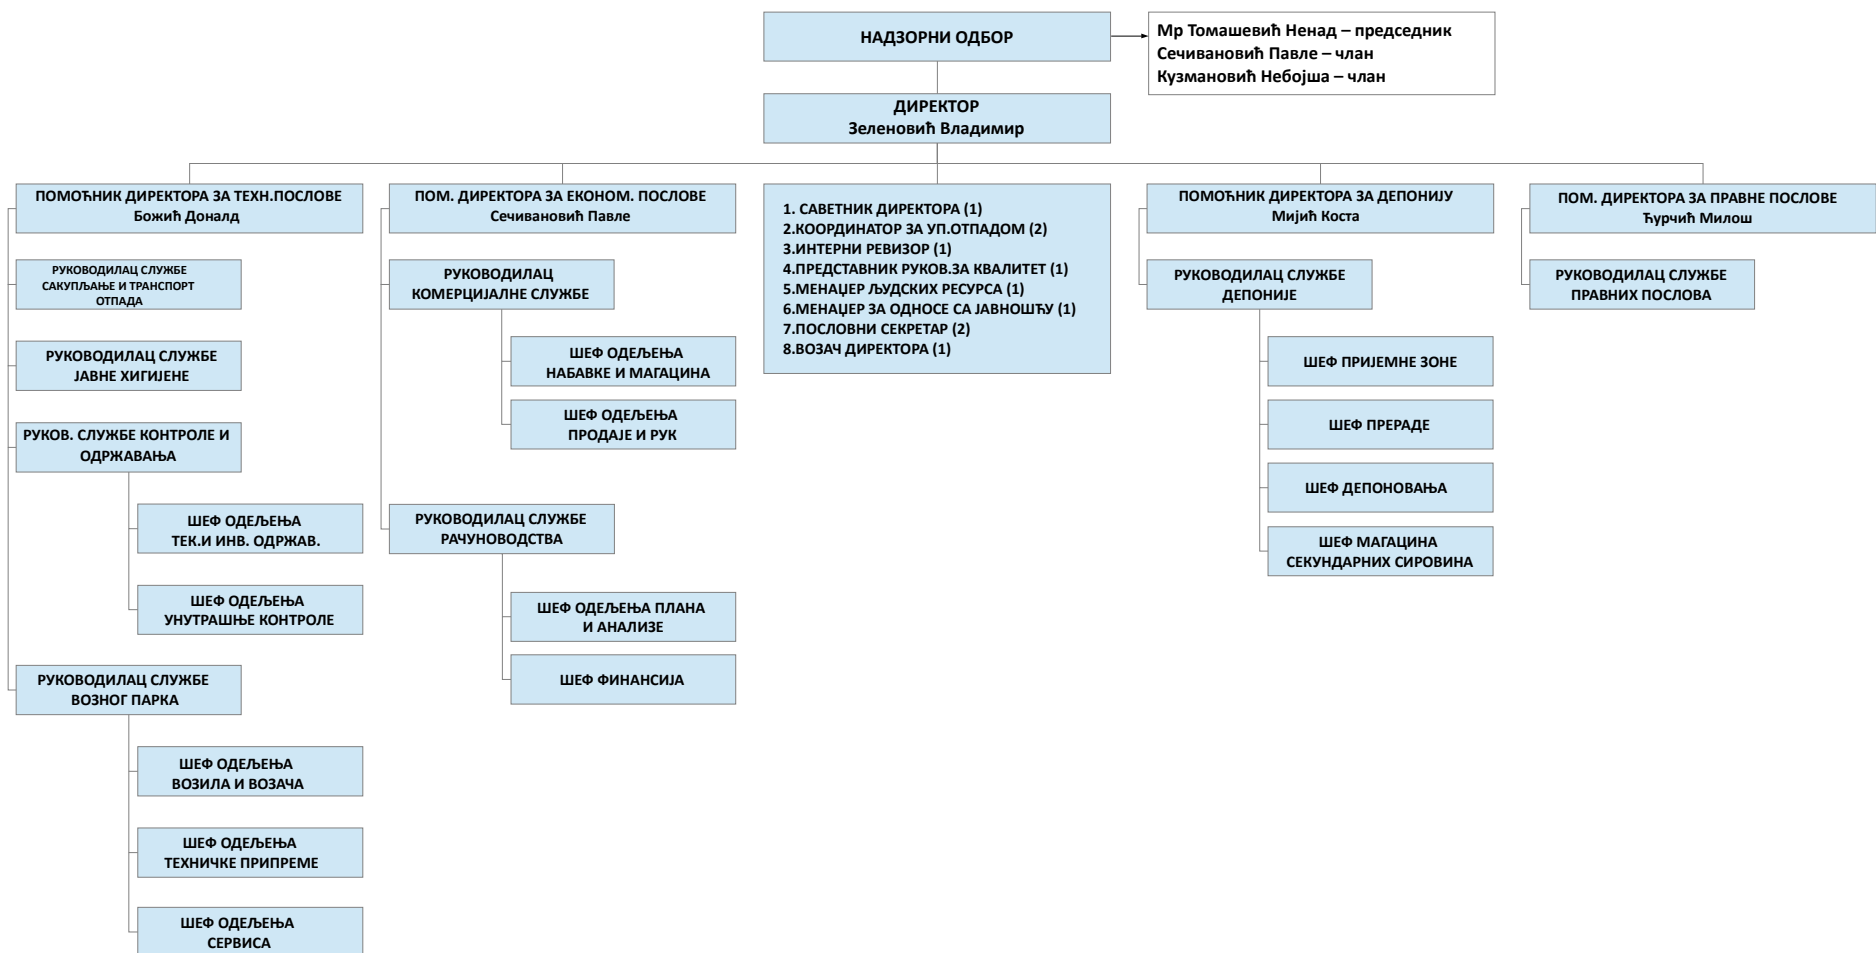 НАДЗОРНИ ОДБОР
Мр Томашевић Ненад – председник
Сечивановић Павле – члан
Кузмановић Небојша – члан
ДИРЕКТОР
Зеленовић Владимир
ПОМОЋНИК ДИРЕКТОРА ЗА ТЕХН.ПОСЛОВЕ
Божић Доналд
РУКОВОДИЛАЦ СЛУЖБЕ
САКУПЉАЊЕ И ТРАНСПОРТ
ОТПАДА
РУКОВОДИЛАЦ СЛУЖБЕ
ЈАВНЕ ХИГИЈЕНЕ
РУКОВ. СЛУЖБЕ КОНТРОЛЕ И
ОДРЖАВАЊА
ШЕФ ОДЕЉЕЊА
ТЕК.И ИНВ. ОДРЖАВ.
ШЕФ ОДЕЉЕЊА
УНУТРАШЊЕ КОНТРОЛЕ
РУКОВОДИЛАЦ СЛУЖБЕ
ВОЗНОГ ПАРКА
ШЕФ ОДЕЉЕЊА
ВОЗИЛА И ВОЗАЧА
ШЕФ ОДЕЉЕЊА
ТЕХНИЧКЕ ПРИПРЕМЕ
ШЕФ ОДЕЉЕЊА
СЕРВИСА
ПОМ. ДИРЕКТОРА ЗА ЕКОНОМ. ПОСЛОВЕ
Сечивановић Павле
РУКОВОДИЛАЦ
КОМЕРЦИЈАЛНЕ СЛУЖБЕ
ШЕФ ОДЕЉЕЊА
НАБАВКЕ И МАГАЦИНА
ШЕФ ОДЕЉЕЊА
ПРОДАЈЕ И РУК
РУКОВОДИЛАЦ СЛУЖБЕ
РАЧУНОВОДСТВА
ШЕФ ОДЕЉЕЊА ПЛАНА
И АНАЛИЗЕ
ШЕФ ФИНАНСИЈА
1. САВЕТНИК ДИРЕКТОРА (1)
2.КООРДИНАТОР ЗА УП.ОТПАДОМ (2)
3.ИНТЕРНИ РЕВИЗОР (1)
4.ПРЕДСТАВНИК РУКОВ.ЗА КВАЛИТЕТ (1)
5.МЕНАЏЕР ЉУДСКИХ РЕСУРСА (1)
6.МЕНАЏЕР ЗА ОДНОСЕ СА ЈАВНОШЋУ (1)
7.ПОСЛОВНИ СЕКРЕТАР (2)
8.ВОЗАЧ ДИРЕКТОРА (1)
ПОМОЋНИК ДИРЕКТОРА ЗА ДЕПОНИЈУ
Мијић Коста
РУКОВОДИЛАЦ СЛУЖБЕ
ДЕПОНИЈЕ
ШЕФ ПРИЈЕМНЕ ЗОНЕ
ШЕФ ПРЕРАДЕ
ШЕФ ДЕПОНОВАЊА
ШЕФ МАГАЦИНА
СЕКУНДАРНИХ СИРОВИНА
ПОМ. ДИРЕКТОРА ЗА ПРАВНЕ ПОСЛОВЕ
Ћурчић Милош
РУКОВОДИЛАЦ СЛУЖБЕ
ПРАВНИХ ПОСЛОВА